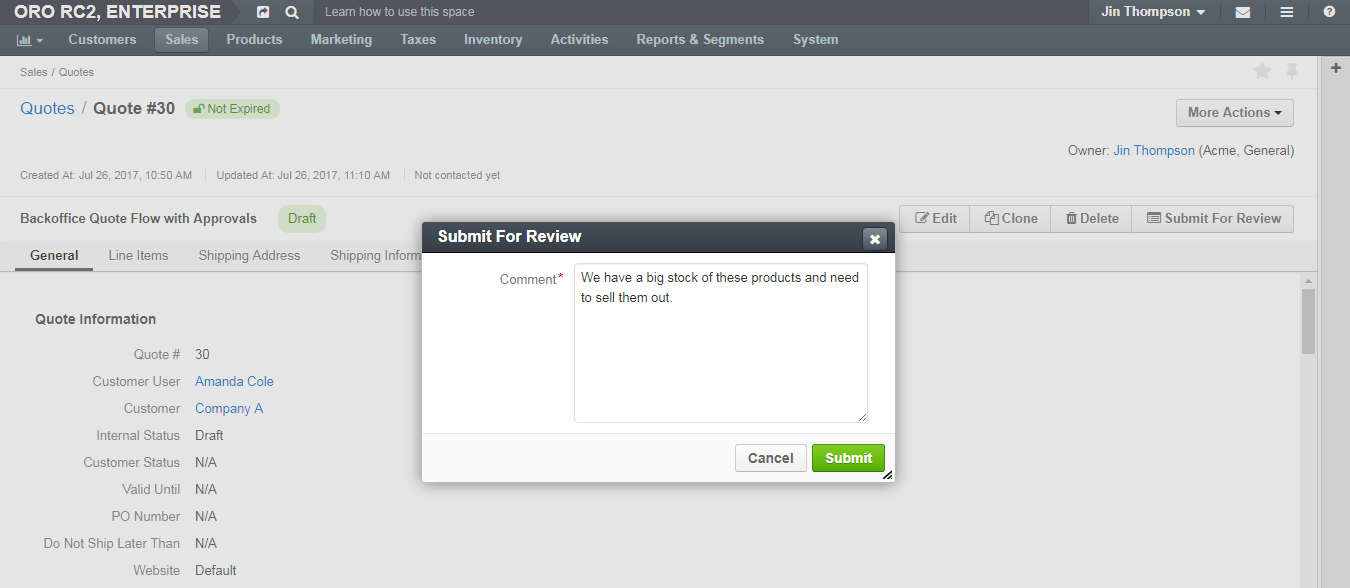 ORO RC2, ENTERPRISE
Learn how to use this space
Jin Thompson
Customers
Sales
Products
Marketing
Taxes
Inventory
Activities
Reports & Segments
System
Sales / Quotes
Quotes / Quote #30
Not Expired
More Actions
Owner: Jin Thompson (Acme, General)
Created At: Jul 26, 2017, 10:50 AM
Updated At: Jul 26, 2017, 11:10 AM
Not contacted yet
Backoffice Quote Flow with Approvals
Draft
Edit
Clone
Delete
Submit For Review
General
Line Items
Shipping Address
Shipping Inform
Submit For Review
Comment*
We have a big stock of these products and need
to sell them out.
Cancel
Submit
Quote Information
Quote # 30
Customer User Amanda Cole
Customer Company A
Internal Status Draft
Customer Status N/A
Valid Until N/A
PO Number N/A
Do Not Ship Later Than N/A
Website Default